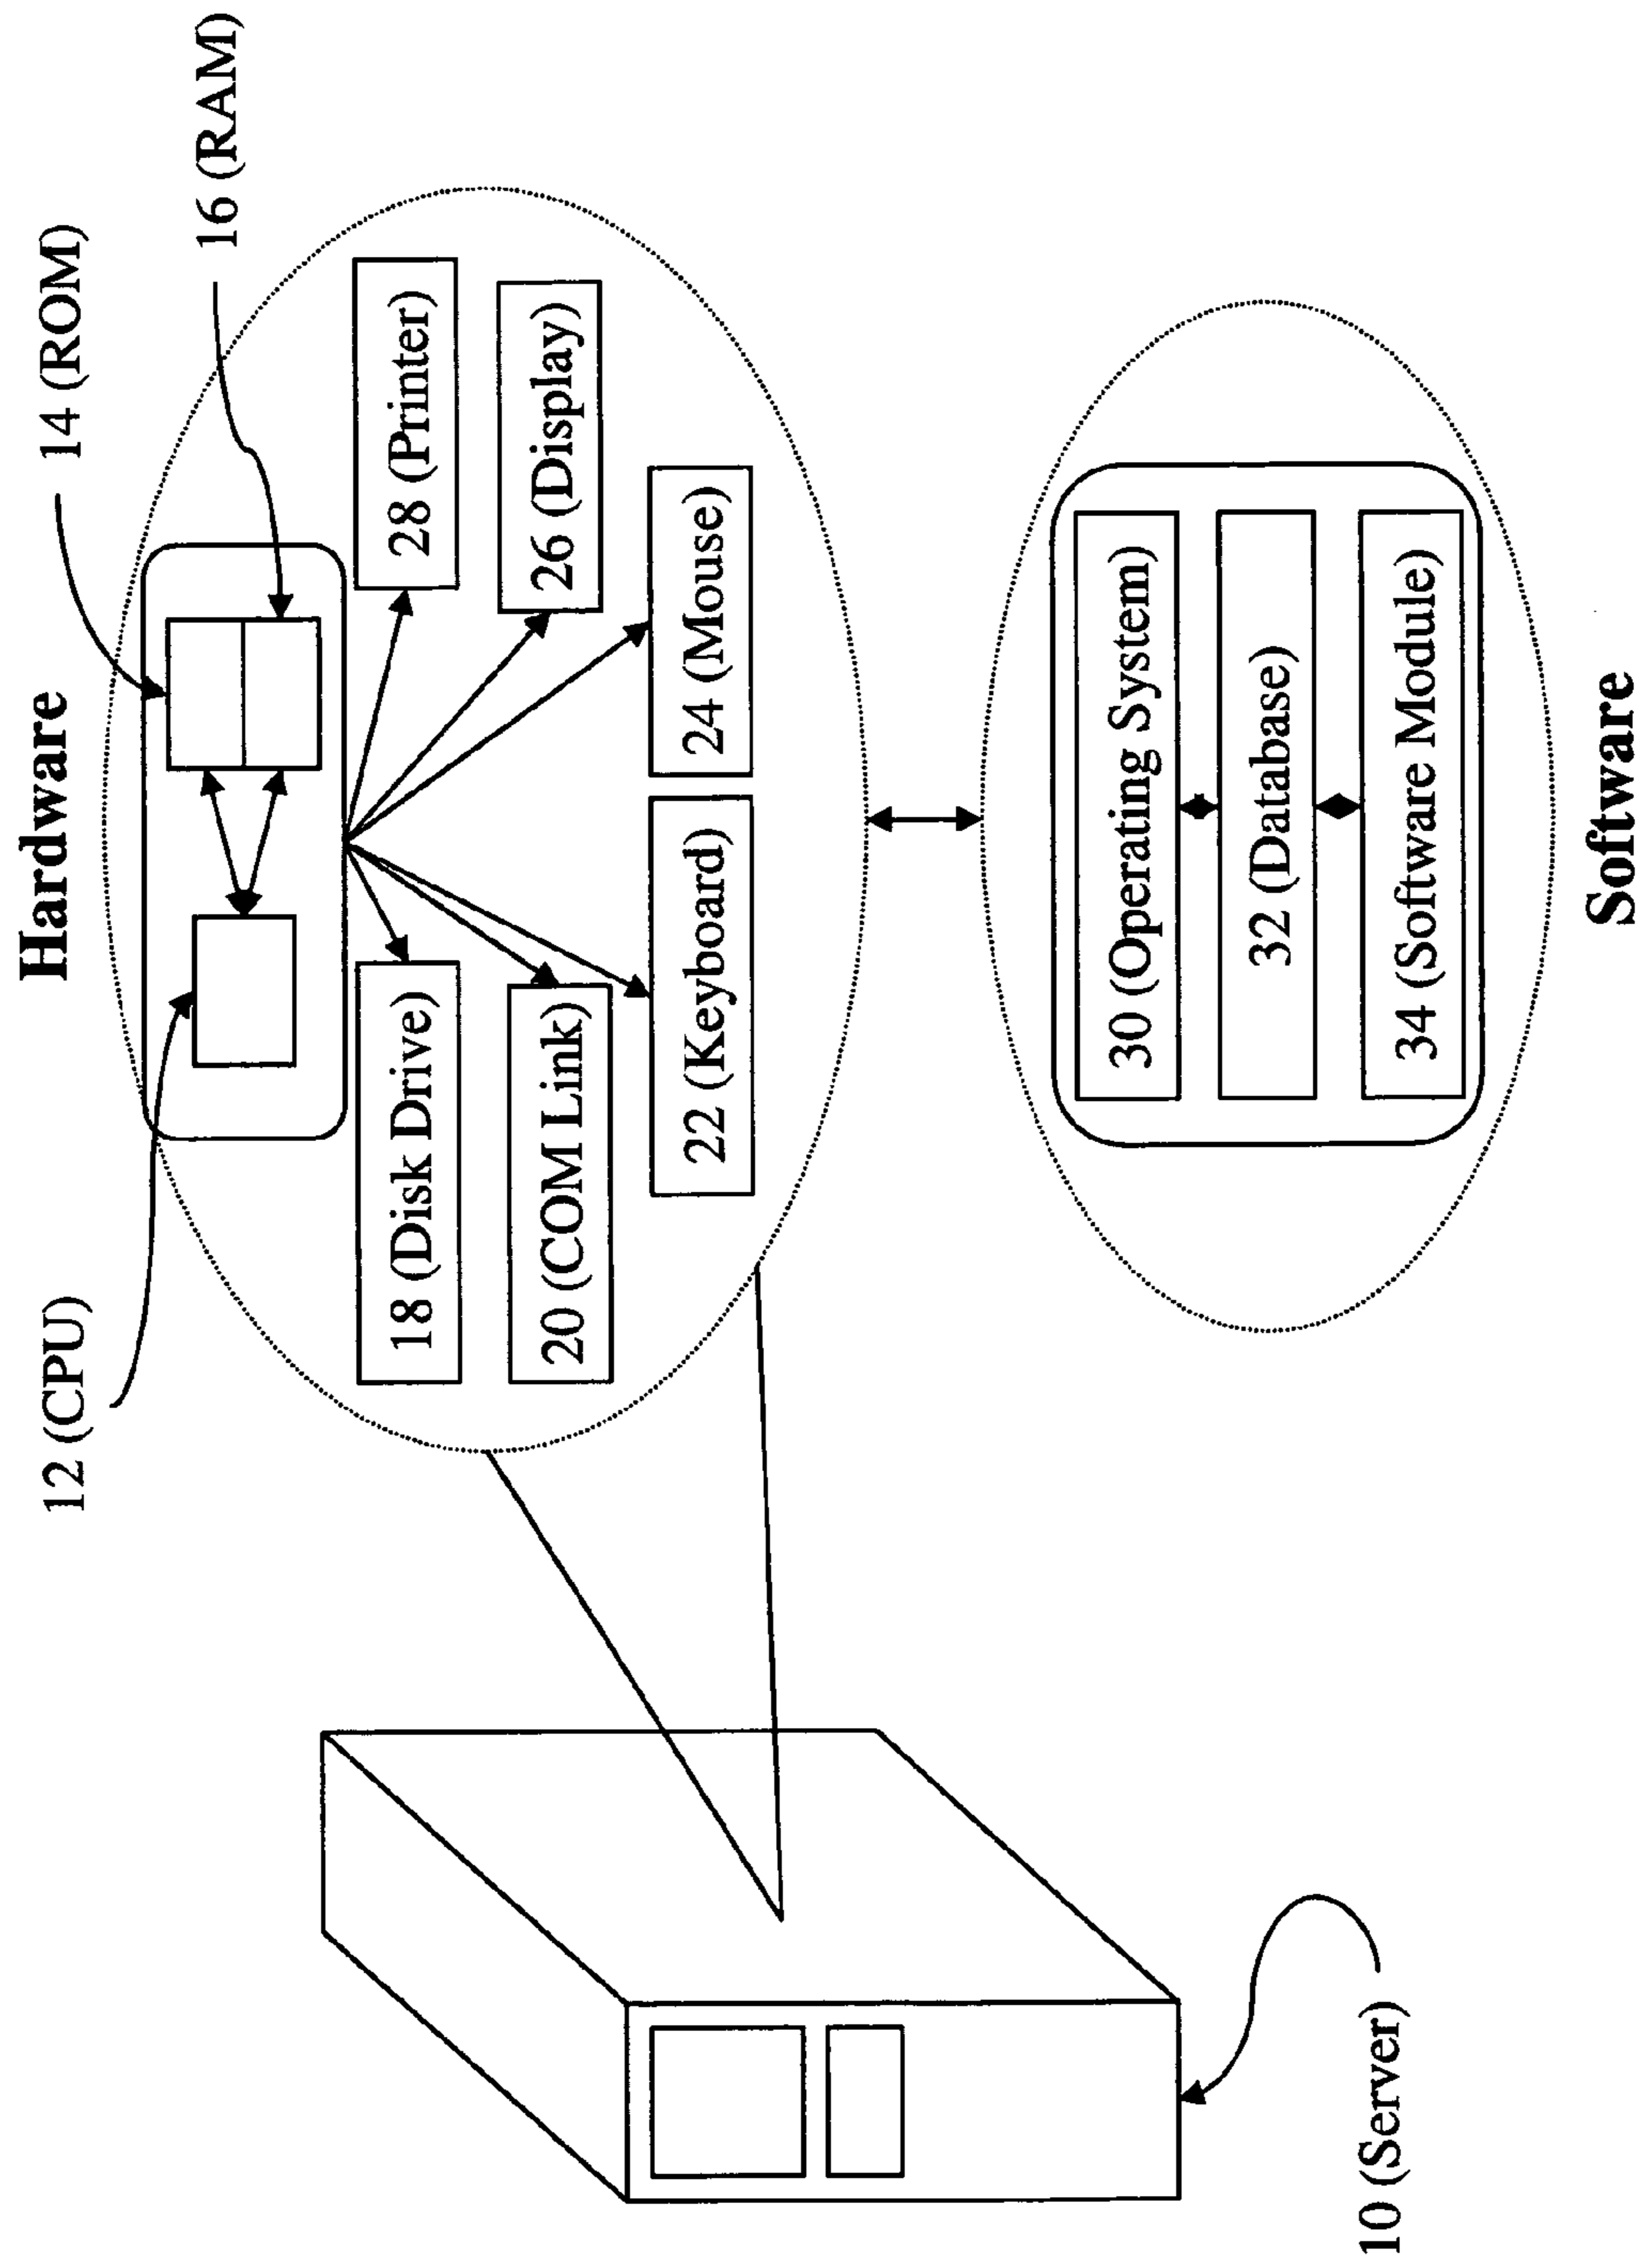 Hardware
12 (CPU)
14 (ROM)
16 (RAM)
18 (Disk Drive)
28 (Printer)
20 (COM Link)
26 (Display)
22 (Keyboard)
24 (Mouse)
30 (Operating System)
32 (Database)
34 (Software Module)
10 (Server)
Software